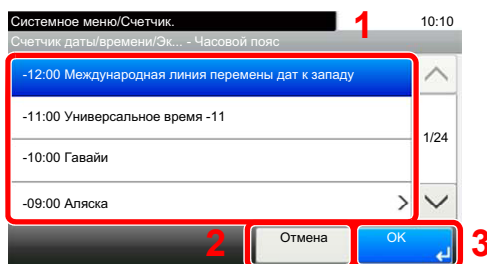 Системное меню/Счетчик.
1
10:10
Счетчик даты/времени/Эк... - Часовой пояс
-12:00 Международная линия перемены дат к западу
-11:00 Универсальное время -11
1/24
-10:00 Гавайи
-09:00 Аляска
2
Отмена
OK
3